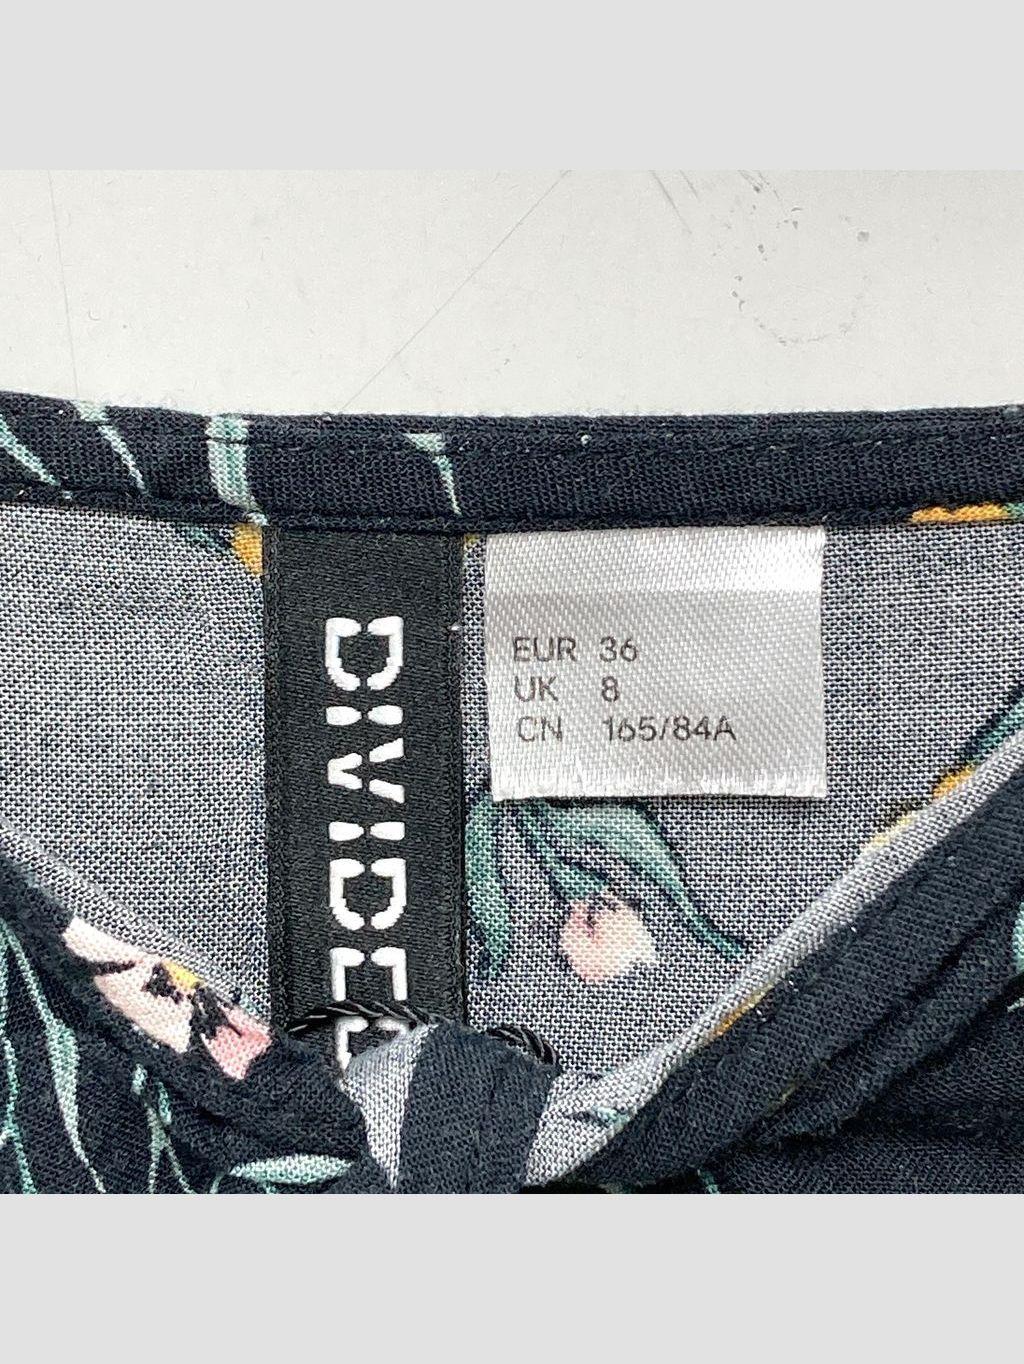 DIVIDED
EUR 36
UK 8
CN 165/84A